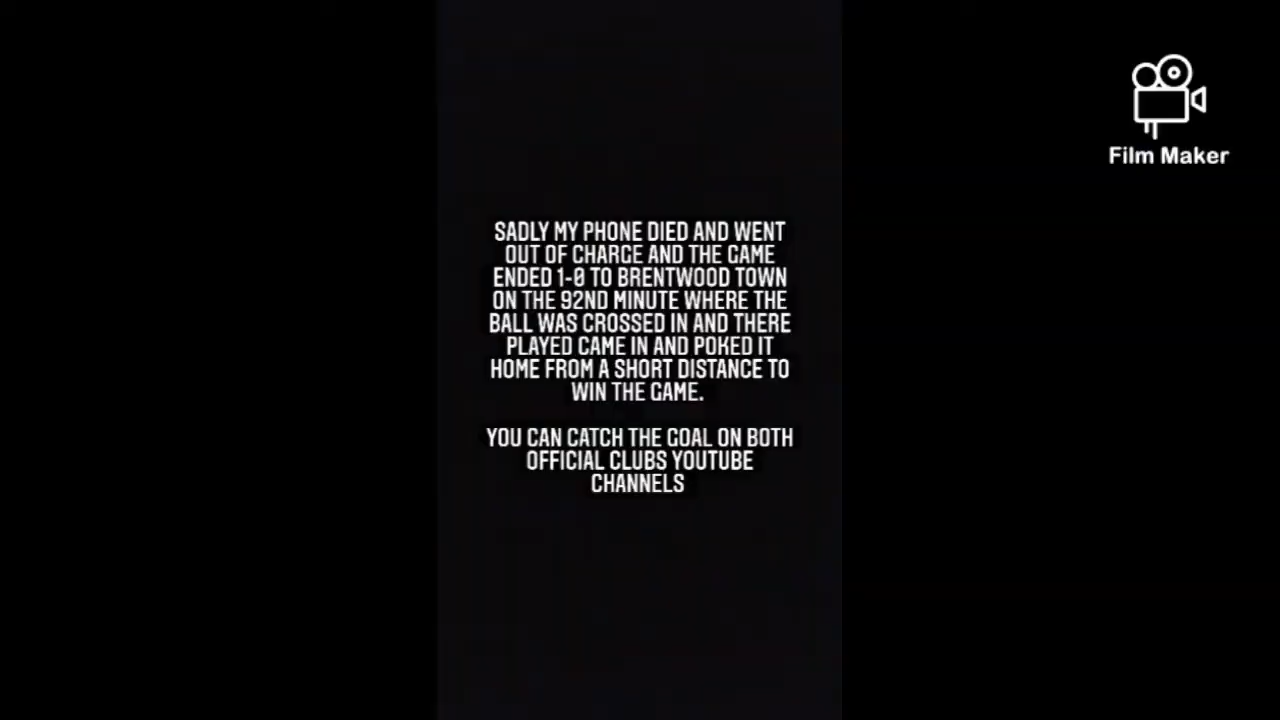 Film Maker
SADLY MY PHONE DIED AND WENT
OUT OF CHARGE AND THE GAME
ENDED 1-0 TO BRENTWOOD TOWN
ON THE 92ND MINUTE WHERE THE
BALL WAS CROSSED IN AND THERE
PLAYED CAME IN AND POKED IT
HOME FROM A SHORT DISTANCE TO
WIN THE GAME.
YOU CAN CATCH THE GOAL ON BOTH
OFFICIAL CLUBS YOUTUBE
CHANNELS